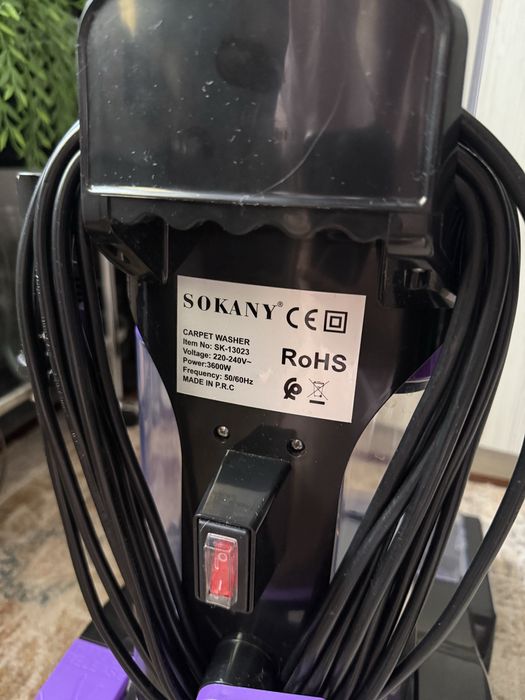 SOKANY®
CE
CARPET WASHER
Item No: SK-13023
Voltage: 220-240V~
Power:3600W
Frequency: 50/60Hz
MADE IN P.R.C
RoHS